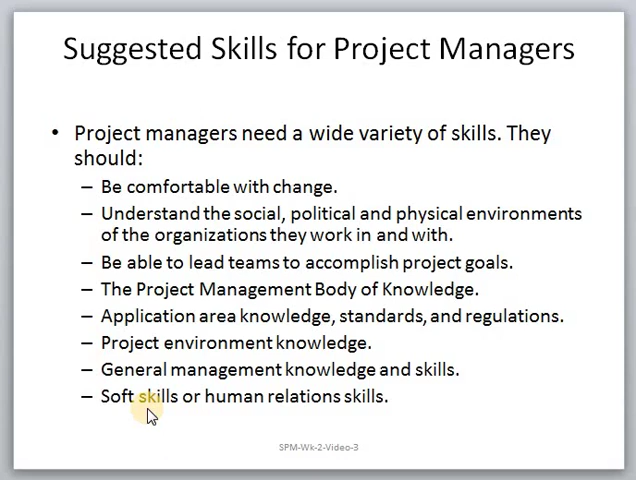 Suggested Skills for Project Managers
• Project managers need a wide variety of skills. They
should:
– Be comfortable with change.
– Understand the social, political and physical environments
of the organizations they work in and with.
– Be able to lead teams to accomplish project goals.
– The Project Management Body of Knowledge.
– Application area knowledge, standards, and regulations.
– Project environment knowledge.
– General management knowledge and skills.
– Soft skills or human relations skills.
SPM-Wk-2-Video-3